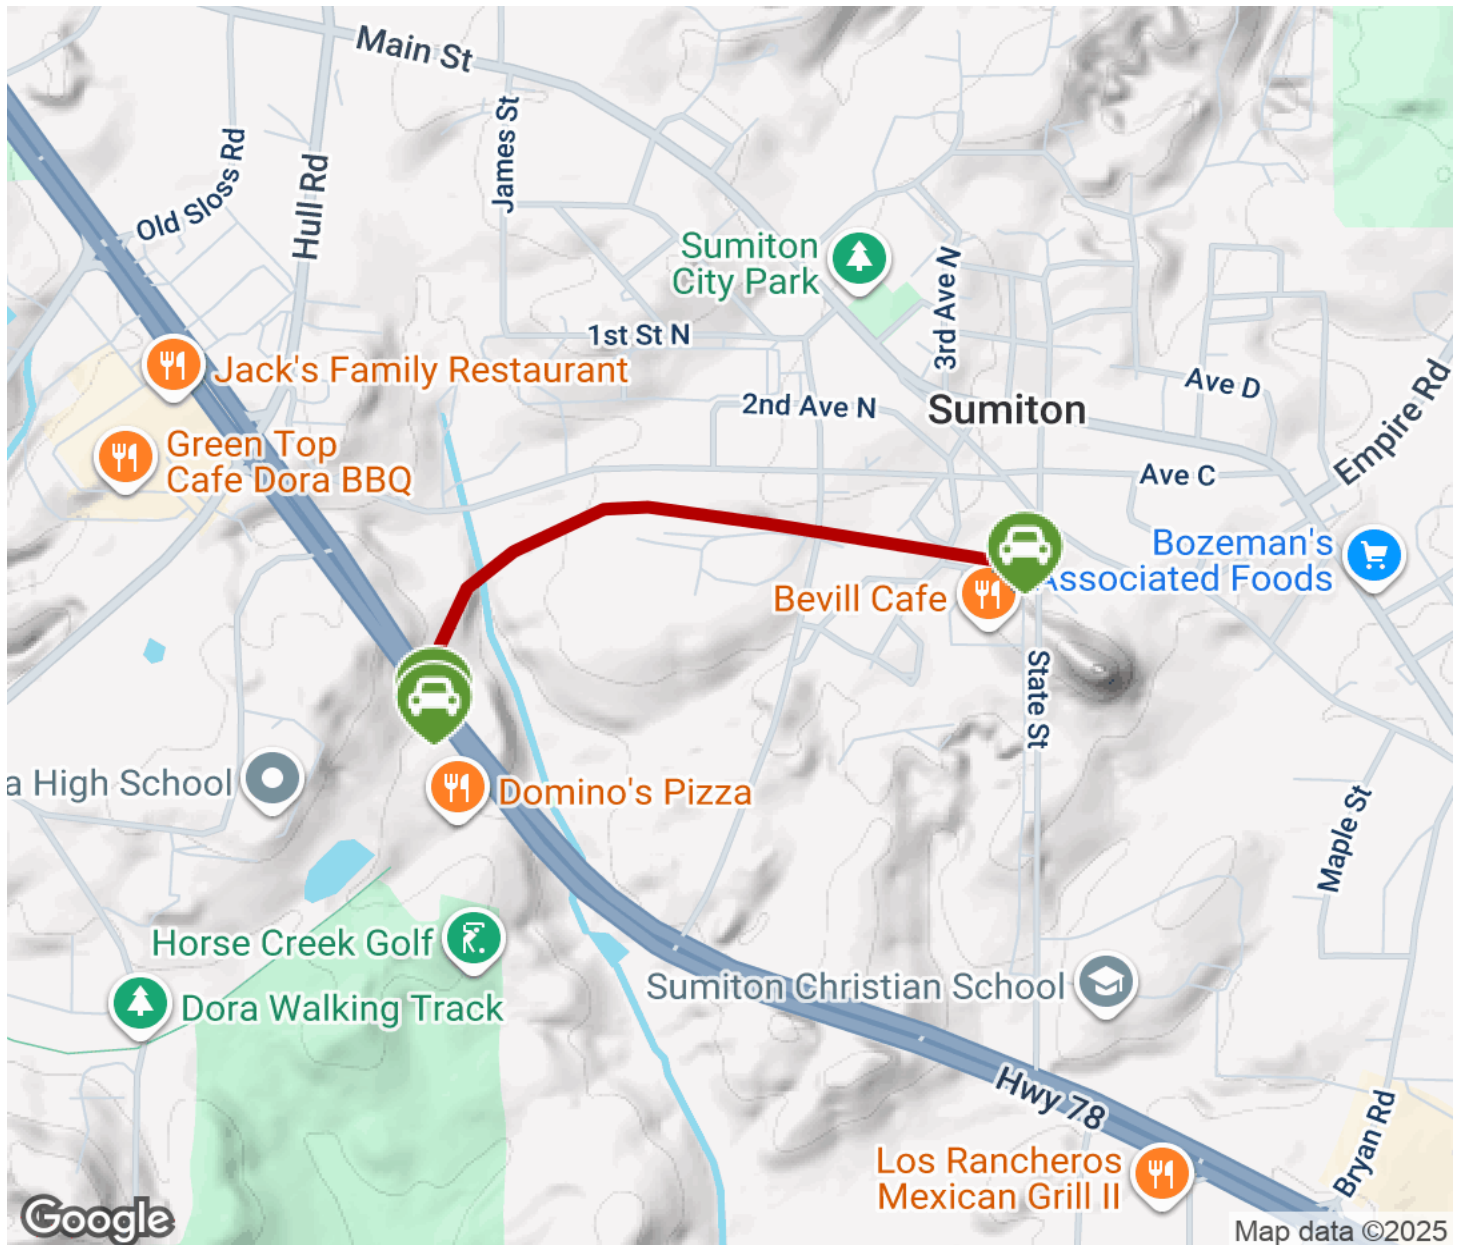 Main St
James St
Old Sloss Rd
Hull Rd
Sumiton
City Park
3rd Ave N
1st St N
Jack's Family Restaurant
Ave D
2nd Ave N
Sumiton
Empire Rd
Green Top
Cafe Dora BBQ
Ave C
Bozeman's
Associated Foods
Bevill Cafe
State St
a High School
Domino's Pizza
Maple St
Horse Creek Golf
Sumiton Christian School
Dora Walking Track
Hwy 78
Bryan Rd
Los Rancheros
Mexican Grill II
Google
Map data ©2025